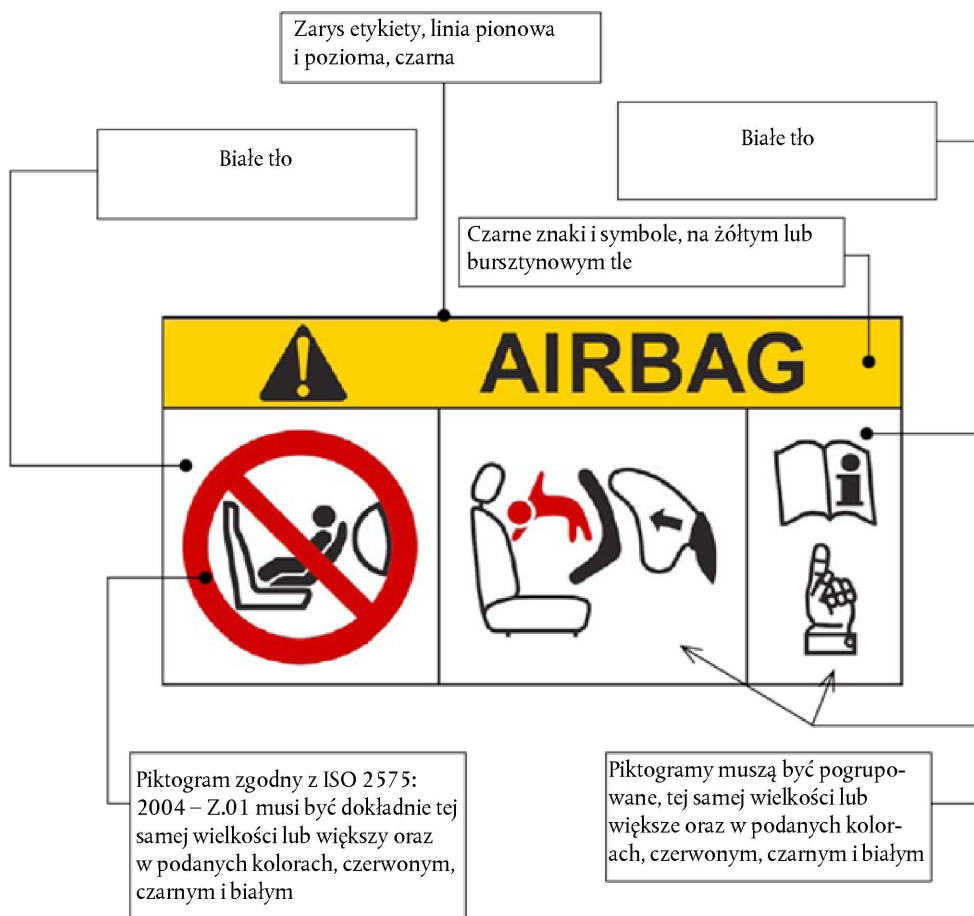 Zarys etykiety, linia pionowa
i pozioma, czarna
Białe tło
Białe tło
Czarne znaki i symbole, na żółtym lub
bursztynowym tle
AIRBAG
Piktogram zgodny z ISO 2575:
2004 – Z.01 musi być dokładnie tej
samej wielkości lub większy oraz
w podanych kolorach, czerwonym,
czarnym i białym
Piktogramy muszą być pogrupo-
wane, tej samej wielkości lub
większe oraz w podanych kolor-
ach, czerwonym, czarnym i białym